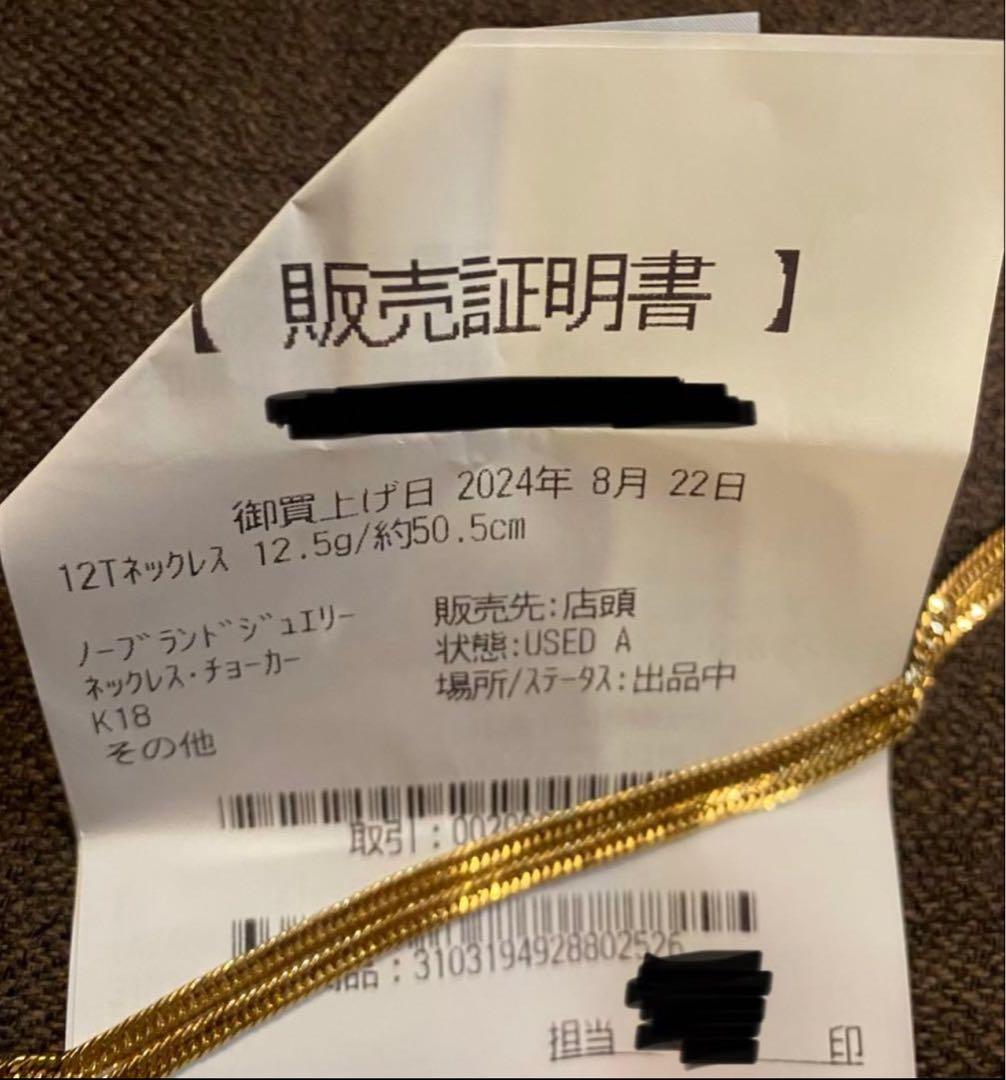 【 販売証明書 】
御買上げ日 2024年 8月 22日
12Tﾈｯｸﾚｽ 12.5g/約50.5cm
ﾉｰﾌﾞﾗﾝﾄﾞｼﾞｭｴﾘｰ 販売先:店頭
ﾈｯｸﾚｽ･ﾁｮｰｶｰ 状態:USED A
K18 場所/ｽﾃｰﾀｽ:出品中
その他
取引:002
品:3103194928802526
担当 印